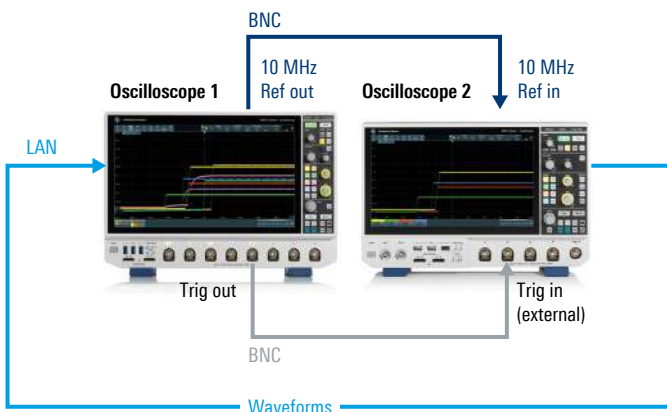 BNC
10 MHz
Ref out
10 MHz
Ref in
Oscilloscope 1
Oscilloscope 2
LAN
Trig out
Trig in
(external)
BNC
Waveforms